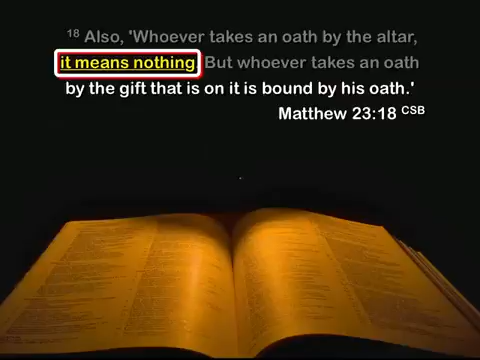 18 Also, 'Whoever takes an oath by the altar,
it means nothing. But whoever takes an oath
by the gift that is on it is bound by his oath.'
Matthew 23:18 CSB